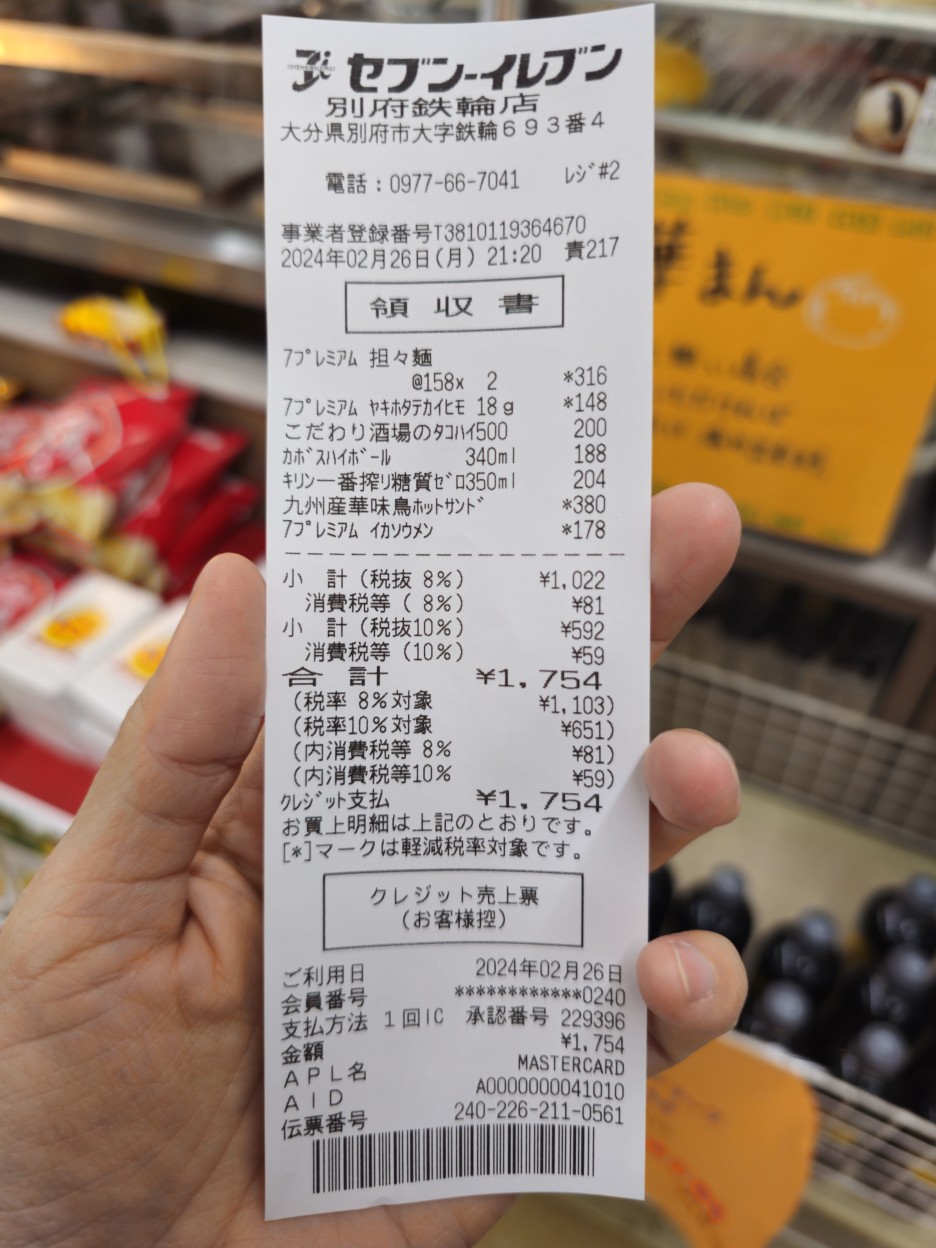 セブン-イレブン
別府鉄輪店
大分県別府市大字鉄輪693番4
電話:0977-66-7041 レジ#2
事業者登録番号T3810119364670
2024年02月26日(月) 21:20 責217
領収書
7プレミアム 担々麺
@158x 2 *316
7プレミアム ヤキホタテカイヒモ 18g *148
こだわり酒場のタコハイ500 200
カボスハイボール 340ml 188
キリン一番搾り糖質ゼロ350ml 204
九州産華味鳥ホットサンド *380
7プレミアム イカソウメン *178
小 計(税抜 8%) ¥1,022
消費税等( 8%) ¥81
小 計(税抜10%) ¥592
消費税等(10%) ¥59
合 計 ¥1,754
(税率 8%対象 ¥1,103)
(税率10%対象 ¥651)
(内消費税等 8% ¥81)
(内消費税等10% ¥59)
クレジット支払 ¥1,754
お買上明細は上記のとおりです。
[*]マークは軽減税率対象です。
クレジット売上票
(お客様控)
ご利用日 2024年02月26日
会員番号 ************0240
支払方法 1回IC 承認番号 229396
金額 ¥1,754
APL名 MASTERCARD
AID A0000000041010
伝票番号 240-226-211-0561
まん